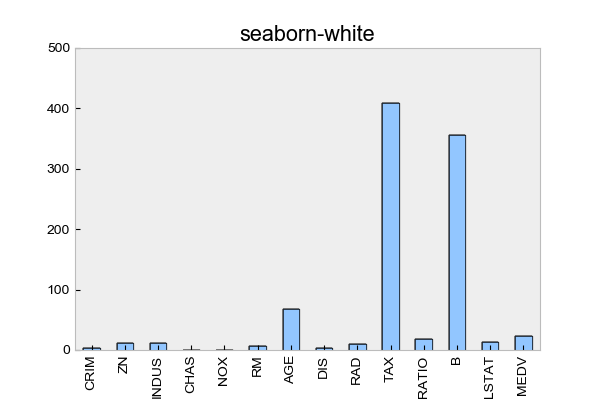 seaborn-white
500
400
300
200
100
0
CRIM
ZN
INDUS
CHAS
NOX
RM
AGE
DIS
RAD
TAX
RATIO
B
LSTAT
MEDV